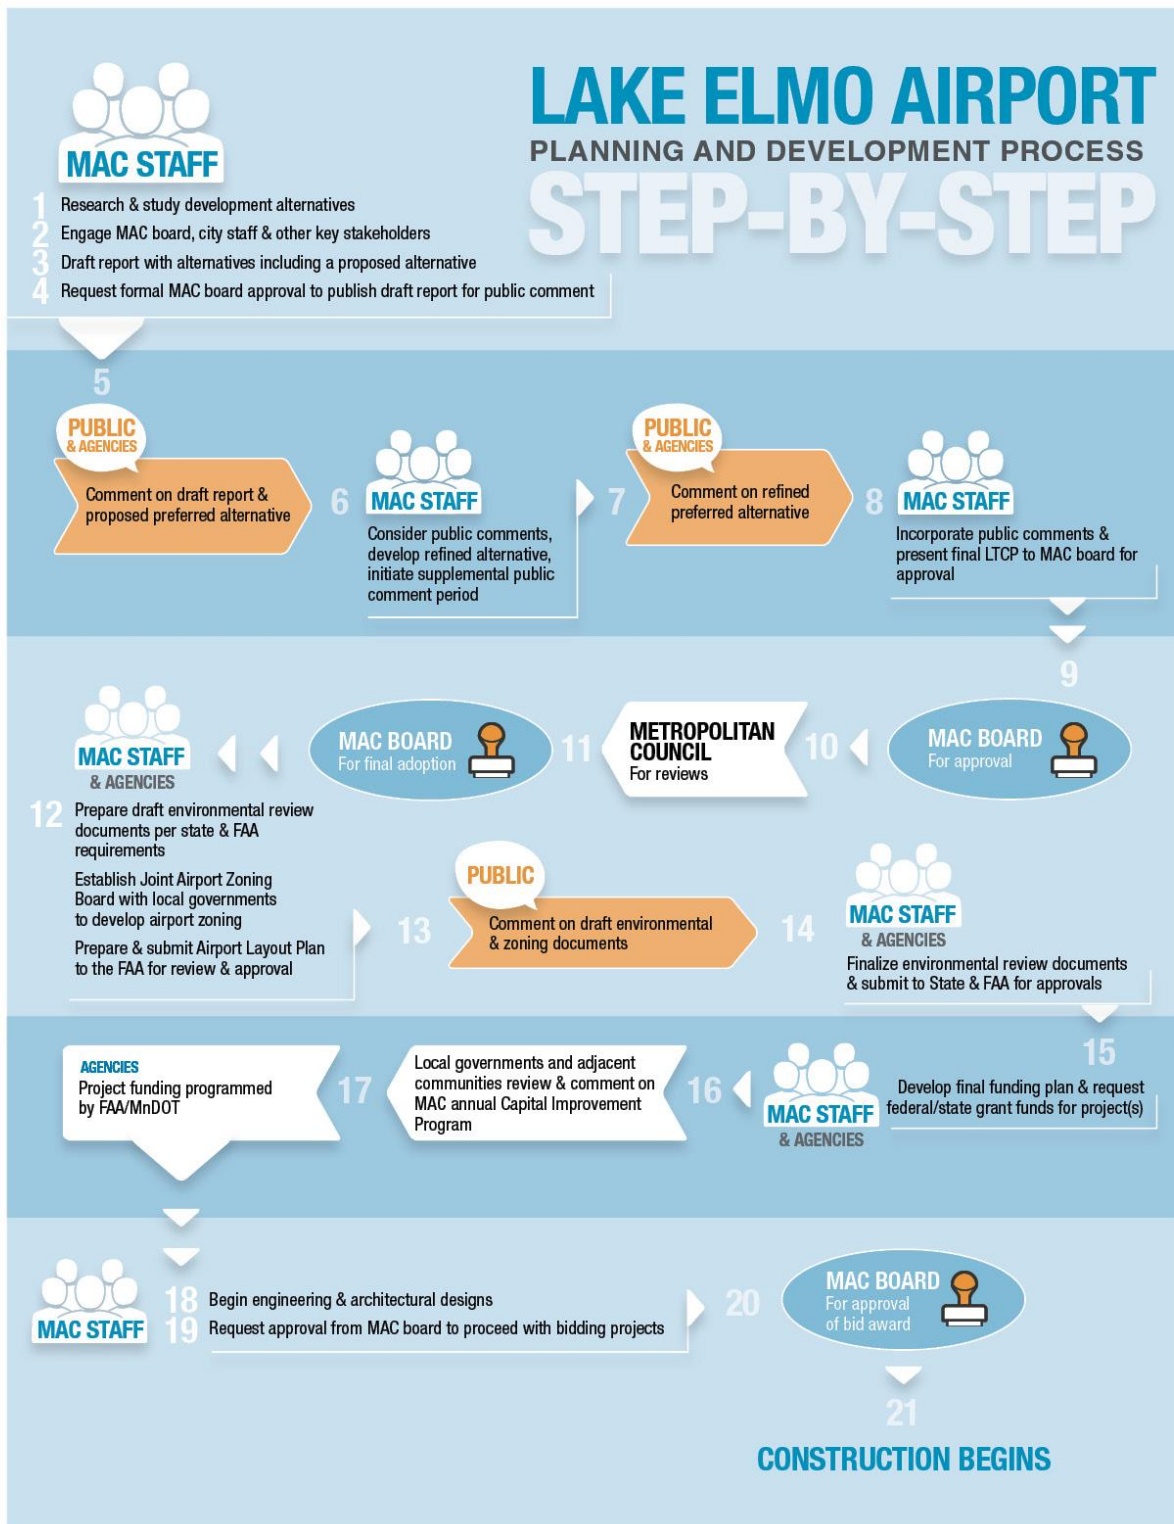 LAKE ELMO AIRPORT
PLANNING AND DEVELOPMENT PROCESS
STEP-BY-STEP
MAC STAFF
1 Research & study development alternatives
2 Engage MAC board, city staff & other key stakeholders
3 Draft report with alternatives including a proposed alternative
4 Request formal MAC board approval to publish draft report for public comment
5
PUBLIC
& AGENCIES
Comment on draft report &
proposed preferred alternative
6
MAC STAFF
Consider public comments,
develop refined alternative,
initiate supplemental public
comment period
7
PUBLIC
& AGENCIES
Comment on refined
preferred alternative
8
MAC STAFF
Incorporate public comments &
present final LTCP to MAC board for
approval
9
MAC BOARD
For approval
10
METROPOLITAN
COUNCIL
For reviews
11
MAC BOARD
For final adoption
MAC STAFF
& AGENCIES
12 Prepare draft environmental review
documents per state & FAA
requirements
Establish Joint Airport Zoning
Board with local governments
to develop airport zoning
Prepare & submit Airport Layout Plan
to the FAA for review & approval
13
PUBLIC
Comment on draft environmental
& zoning documents
14
MAC STAFF
& AGENCIES
Finalize environmental review documents
& submit to State & FAA for approvals
15
Develop final funding plan & request
federal/state grant funds for project(s)
MAC STAFF
& AGENCIES
16
Local governments and adjacent
communities review & comment on
MAC annual Capital Improvement
Program
17
AGENCIES
Project funding programmed
by FAA/MnDOT
MAC STAFF
18 Begin engineering & architectural designs
19 Request approval from MAC board to proceed with bidding projects
20
MAC BOARD
For approval
of bid award
21
CONSTRUCTION BEGINS